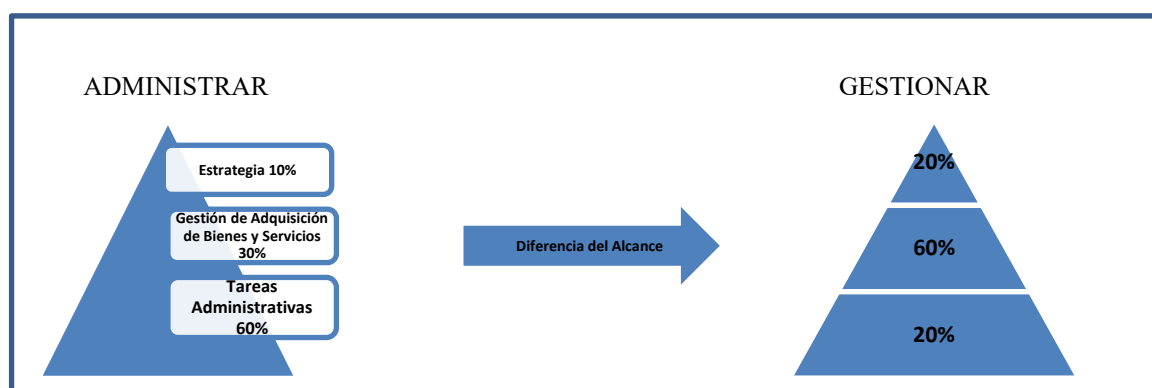 ADMINISTRAR
Estrategia 10%
Gestión de Adquisición
de Bienes y Servicios
30%
Tareas
Administrativas
60%
Diferencia del Alcance
GESTIONAR
20%
60%
20%